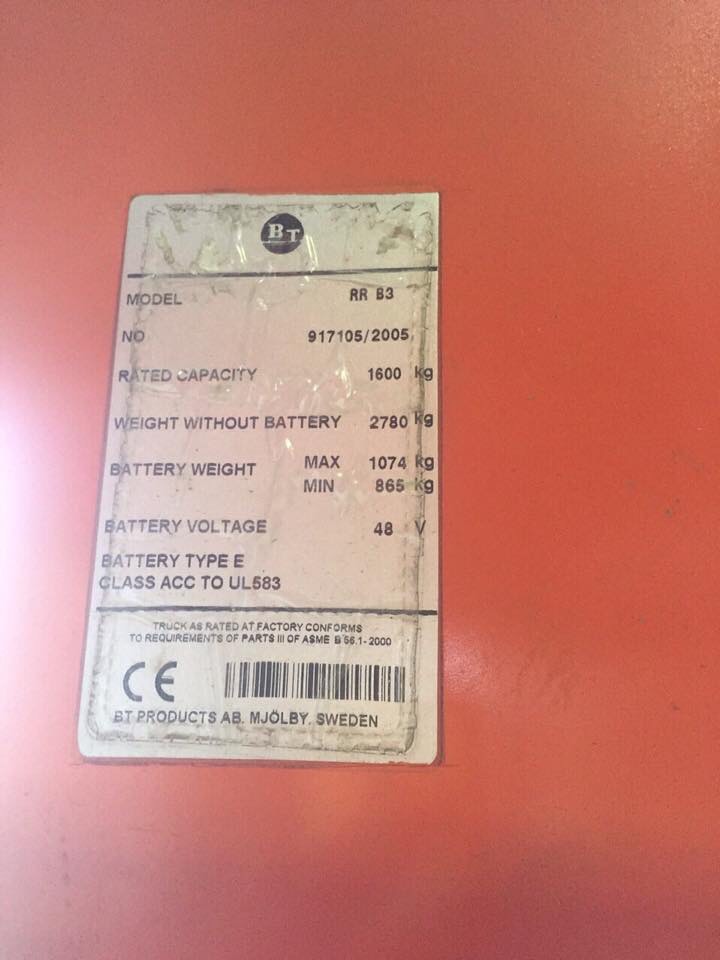 BT
MODEL RR B3
NO 917105/2005
RATED CAPACITY 1600 kg
WEIGHT WITHOUT BATTERY 2780 kg
BATTERY WEIGHT MAX 1074 kg
MIN 865 kg
BATTERY VOLTAGE 48 V
BATTERY TYPE E
CLASS ACC TO UL583
TRUCK AS RATED AT FACTORY CONFORMS
TO REQUIREMENTS OF PARTS III OF ASME B 56.1-2000
CE
BT PRODUCTS AB. MJÖLBY. SWEDEN